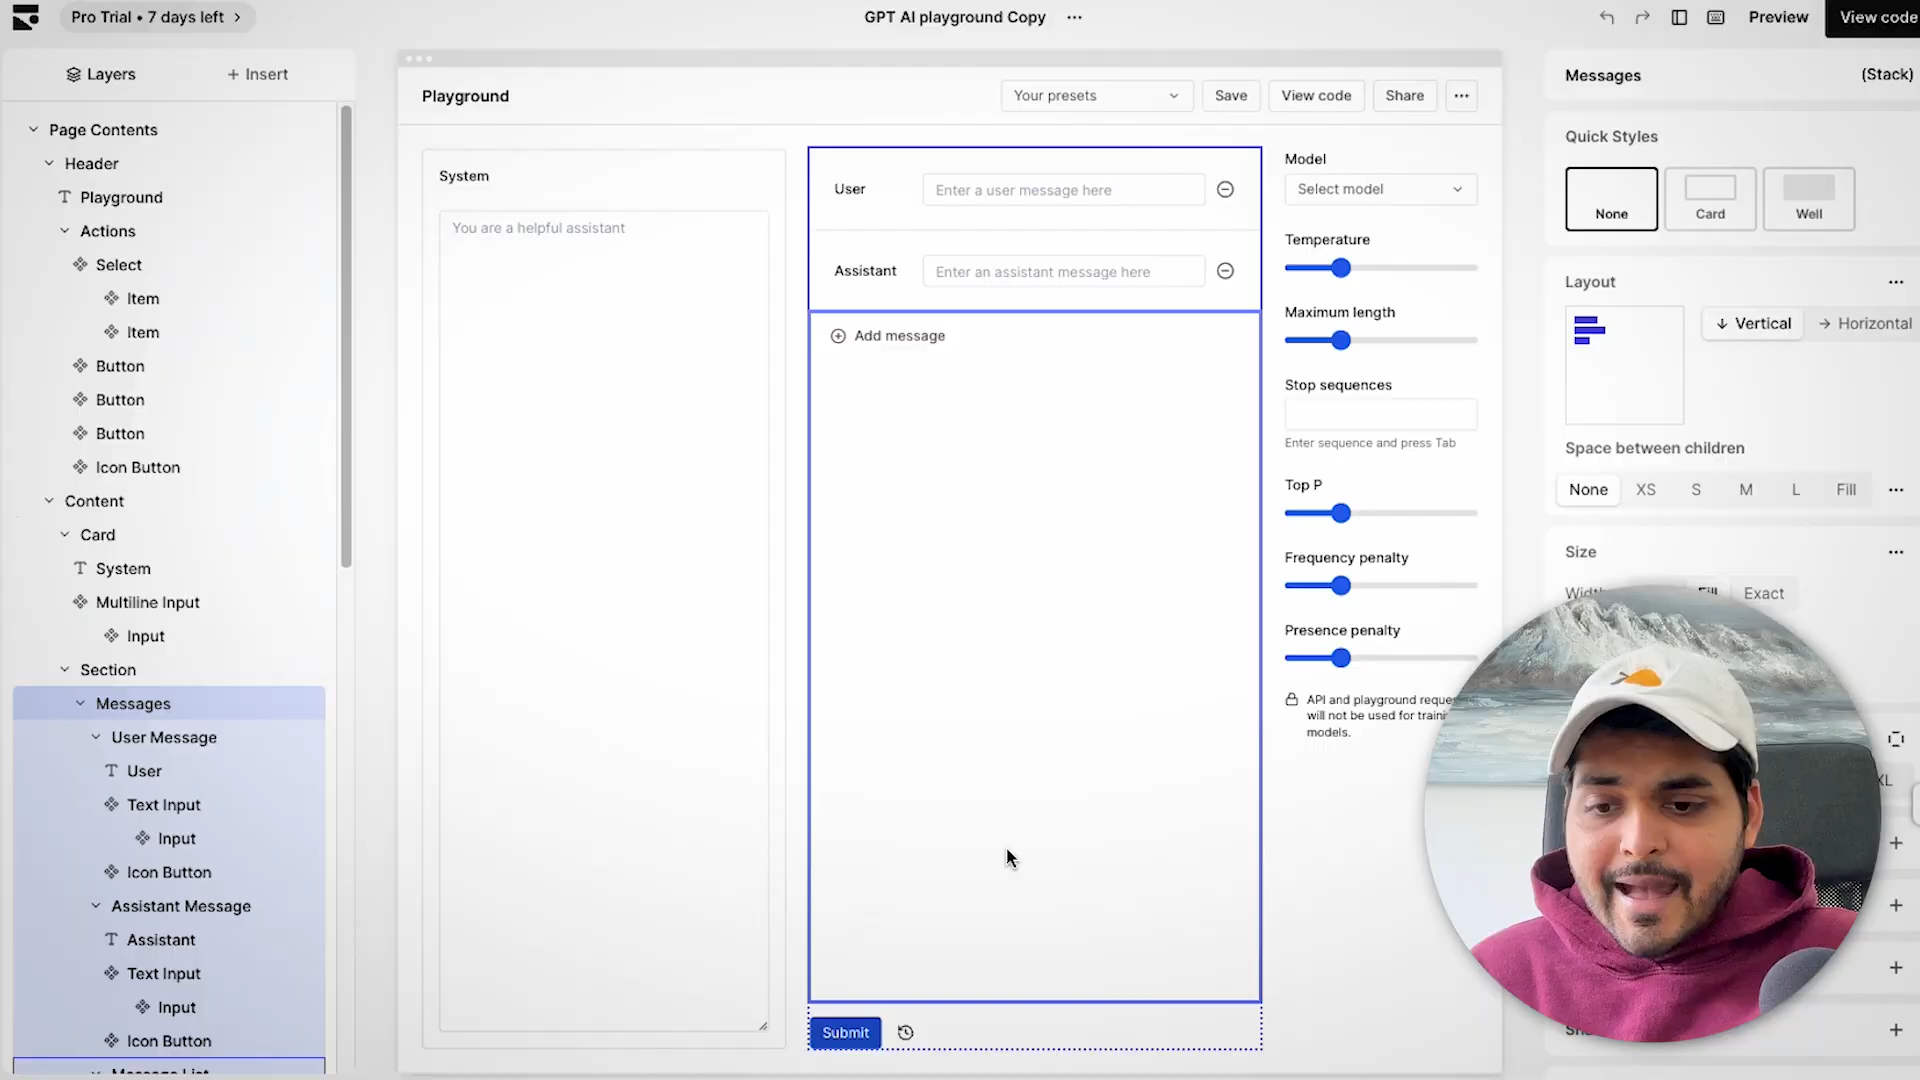 Pro Trial • 7 days left
GPT AI playground Copy
Preview
View code
Layers
Insert
Page Contents
Header
Playground
Actions
Select
Item
Item
Button
Button
Button
Icon Button
Content
Card
System
Multiline Input
Input
Section
Messages
User Message
User
Text Input
Input
Icon Button
Assistant Message
Assistant
Text Input
Input
Icon Button
Message List
Playground
Your presets
Save
View code
Share
System
You are a helpful assistant
User
Enter a user message here
Assistant
Enter an assistant message here
Add message
Submit
Model
Select model
Temperature
Maximum length
Stop sequences
Enter sequence and press Tab
Top P
Frequency penalty
Presence penalty
API and playground
will not be used for
models.
Messages
(Stack)
Quick Styles
None
Card
Well
Layout
Vertical
Horizontal
Space between children
None
XS
S
M
L
Fill
Size
Width
Fill
Exact
XL